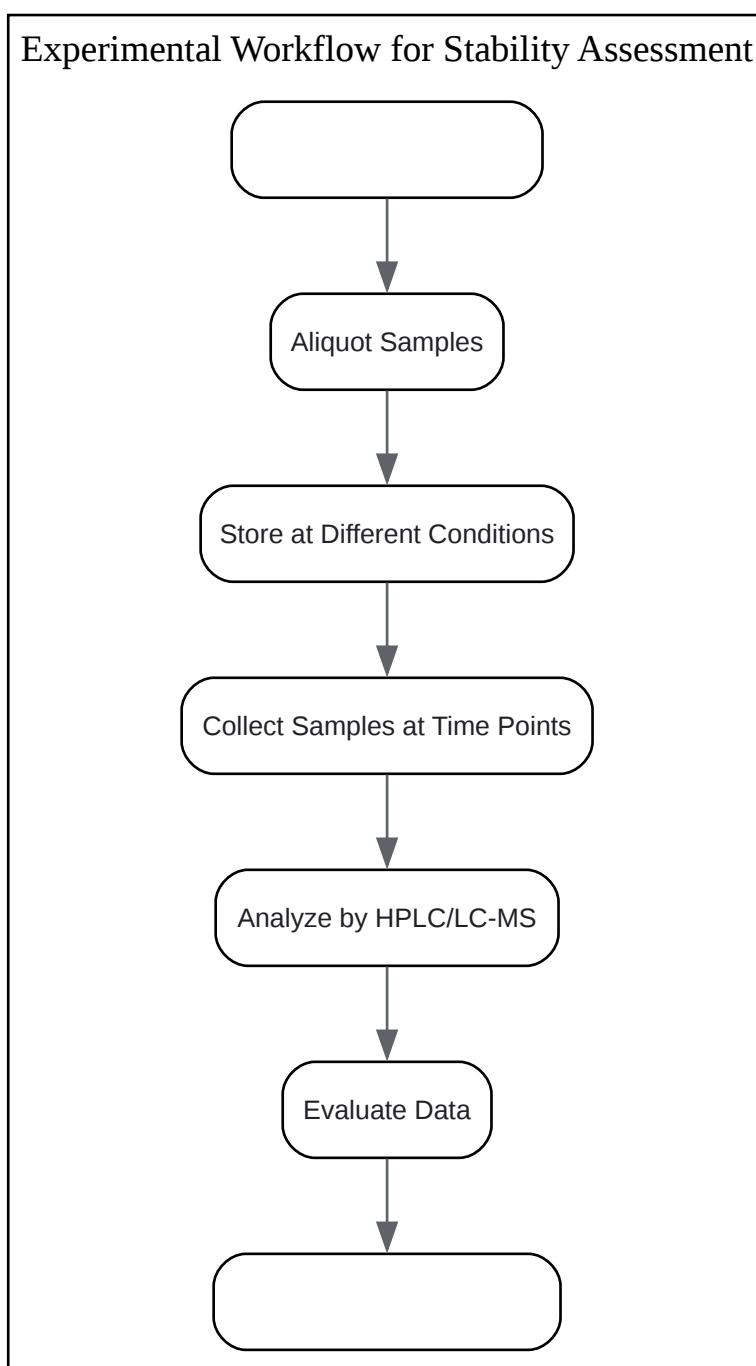 Experimental Workflow for Stability Assessment
Aliquot Samples
Store at Different Conditions
Collect Samples at Time Points
Analyze by HPLC/LC-MS
Evaluate Data